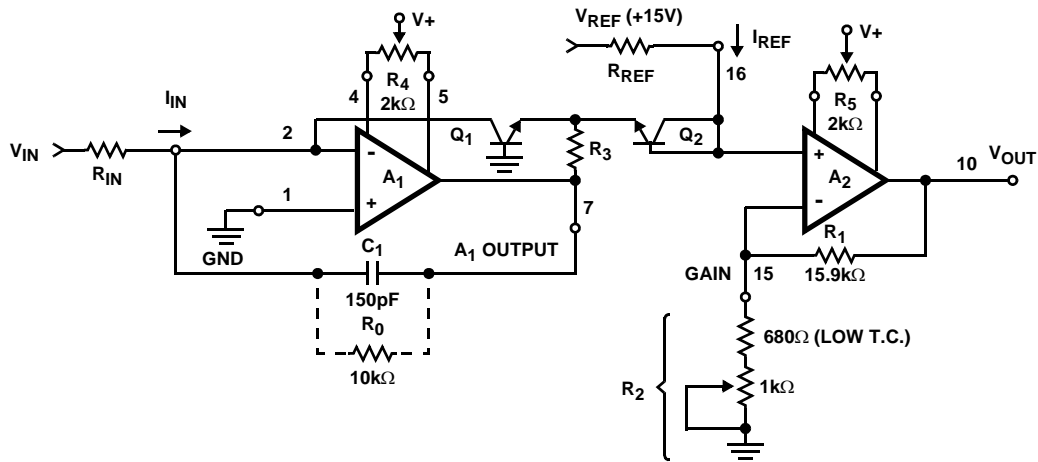 V+
R4
2kΩ
4
5
VREF (+15V)
RREF
IREF
16
V+
R5
2kΩ
IIN
VIN
RIN
2
Q1
R3
Q2
-
A1
+
1
GND
7
A1 OUTPUT
C1
150pF
R0
10kΩ
+
A2
-
10
VOUT
R1
15.9kΩ
GAIN
15
680Ω (LOW T.C.)
R2
1kΩ